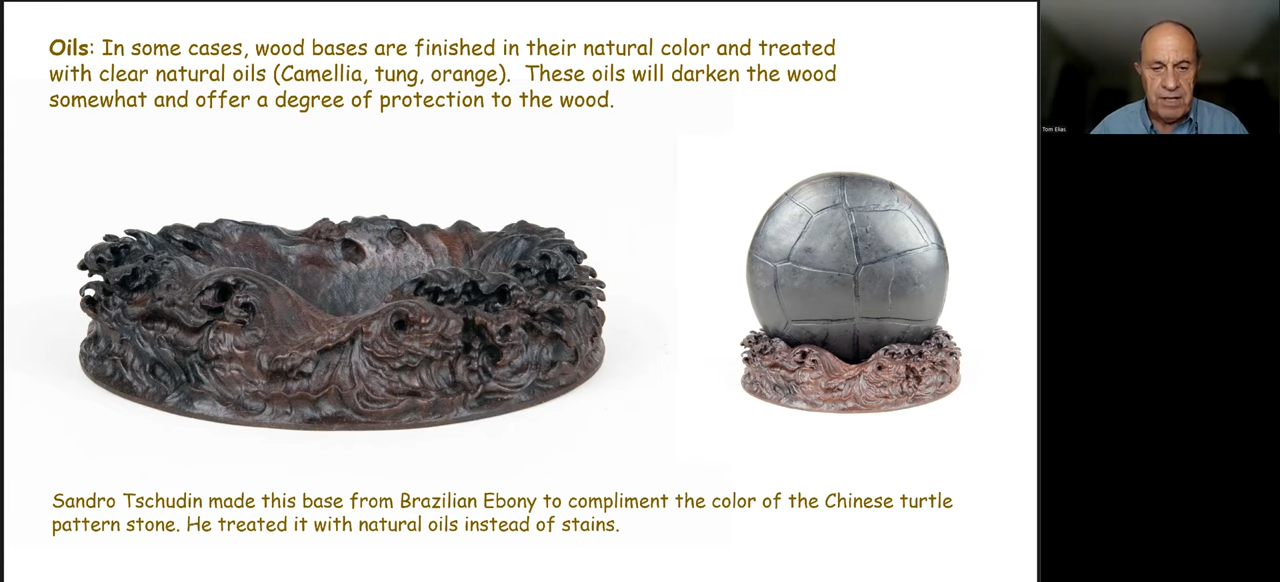 Oils: In some cases, wood bases are finished in their natural color and treated
with clear natural oils (Camellia, tung, orange).  These oils will darken the wood
somewhat and offer a degree of protection to the wood.
Tom Elias
Sandro Tschudin made this base from Brazilian Ebony to compliment the color of the Chinese turtle
pattern stone. He treated it with natural oils instead of stains.